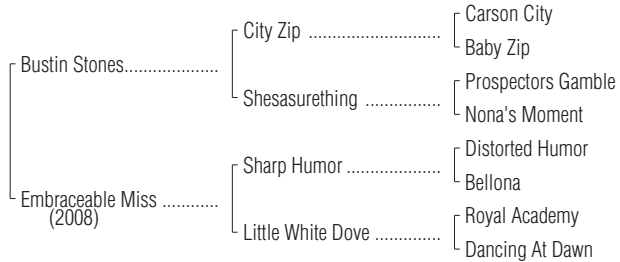 Carson City
City Zip ............................
Baby Zip
Bustin Stones....................
Prospectors Gamble
Shesasurething ................
Nona's Moment
Distorted Humor
Sharp Humor ....................
Bellona
Embraceable Miss ............
(2008)
Royal Academy
Little White Dove ..............
Dancing At Dawn